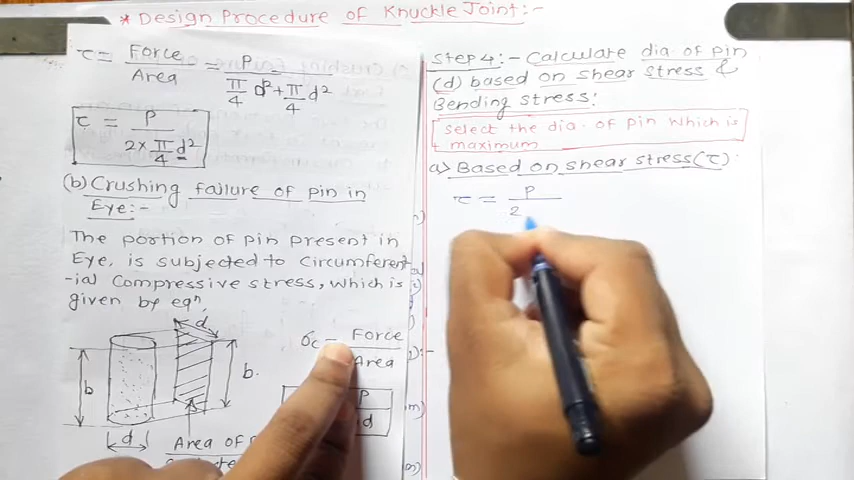 * Design Procedure of Knuckle Joint:-
τ = Force / Area = P / π/4 d² + π/4 d²
τ = P / 2 × π/4 d²
(b) Crushing failure of pin in
Eye:-
The portion of pin present in
Eye, is subjected to Circumferent
-ial Compressive stress, which is
given by eqⁿ,
d
b
b.
d
σc = Force / Area
P
d
Area of
Step 4:- Calculate dia. of pin
(d) based on shear stress &
Bending stress:
Select the dia. of pin which is
maximum
a) Based on shear stress (τ)
τ = P / 2